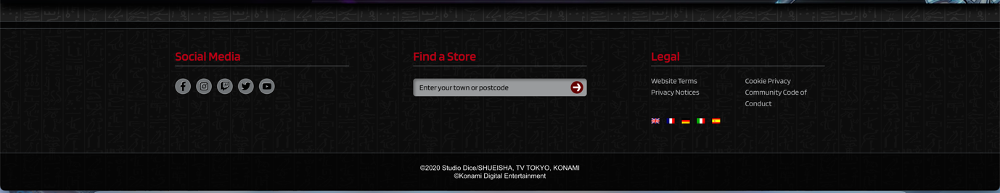 Social Media
Find a Store
Enter your town or postcode
Legal
Website Terms
Privacy Notices
Cookie Privacy
Community Code of
Conduct
©2020 Studio Dice/SHUEISHA, TV TOKYO, KONAMI
©Konami Digital Entertainment